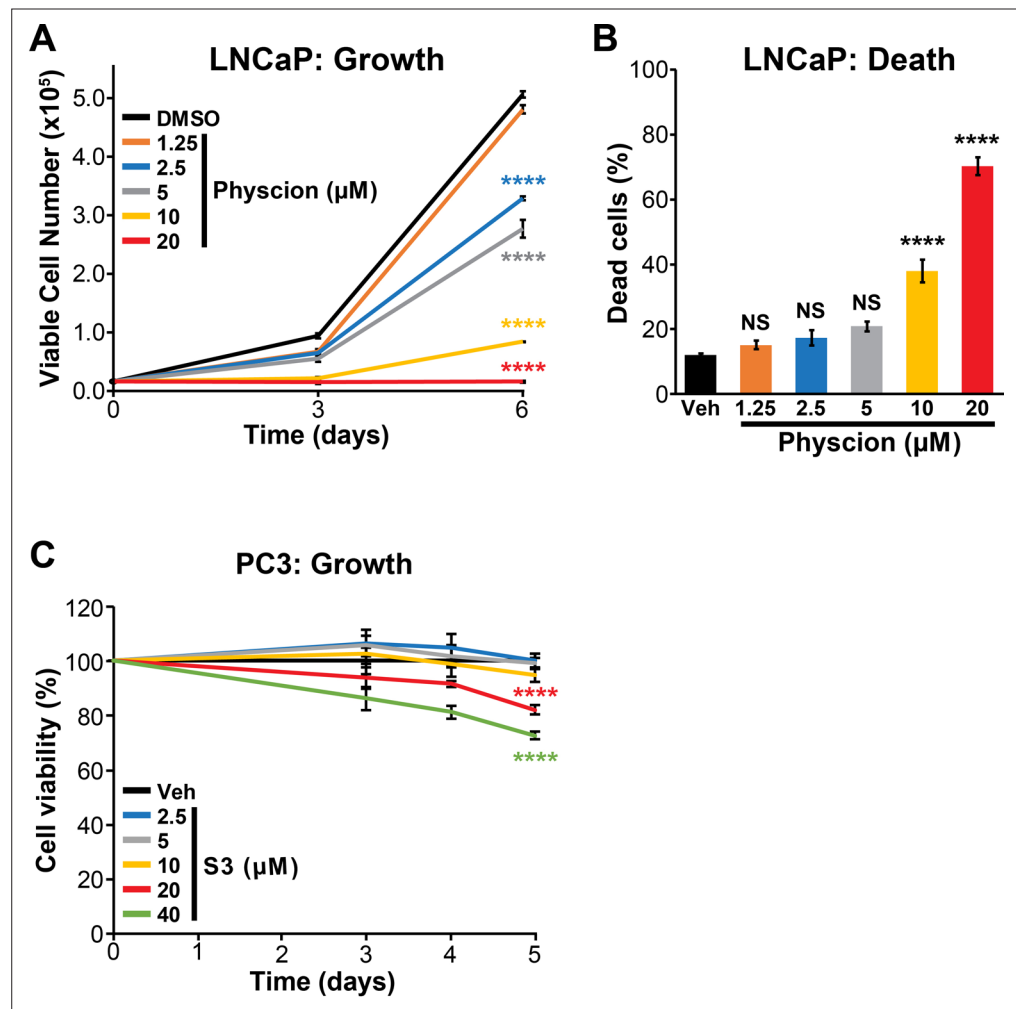 A
LNCaP: Growth
Viable Cell Number (x10⁵)
5.0
4.0
3.0
2.0
1.0
0.0
DMSO
1.25
2.5
5
10
20
Physcion (µM)
****
****
****
****
0
3
6
Time (days)
B
LNCaP: Death
Dead cells (%)
100
80
60
40
20
0
NS
NS
NS
****
****
Veh
1.25
2.5
5
10
20
Physcion (µM)
C
PC3: Growth
Cell viability (%)
120
100
80
60
40
20
0
****
****
Veh
2.5
5
10
20
40
S3 (µM)
0
1
2
3
4
5
Time (days)